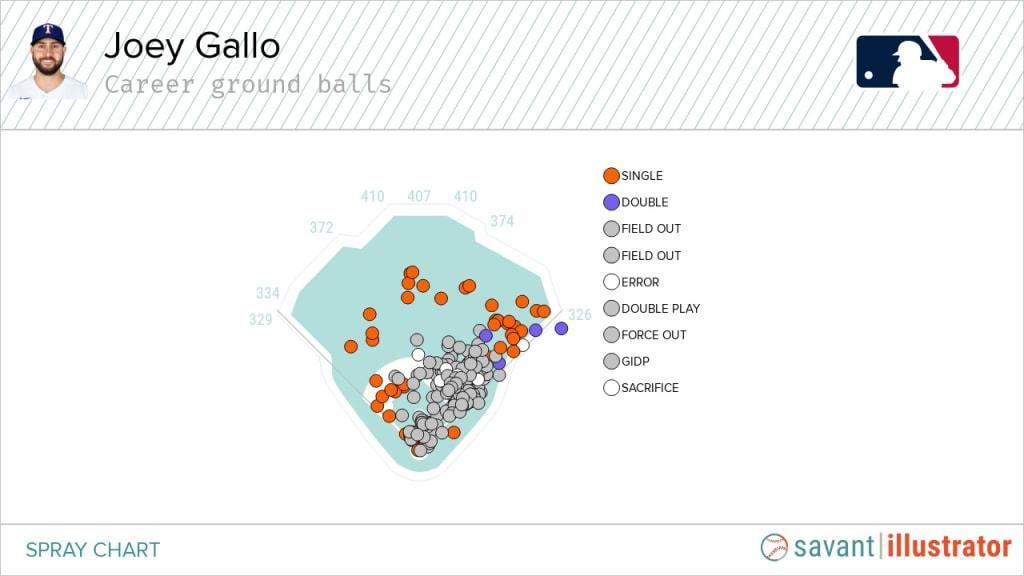 Joey Gallo
Career ground balls
410 407 410
372 374
334
329 326
SINGLE
DOUBLE
FIELD OUT
FIELD OUT
ERROR
DOUBLE PLAY
FORCE OUT
GIDP
SACRIFICE
SPRAY CHART
savant|illustrator